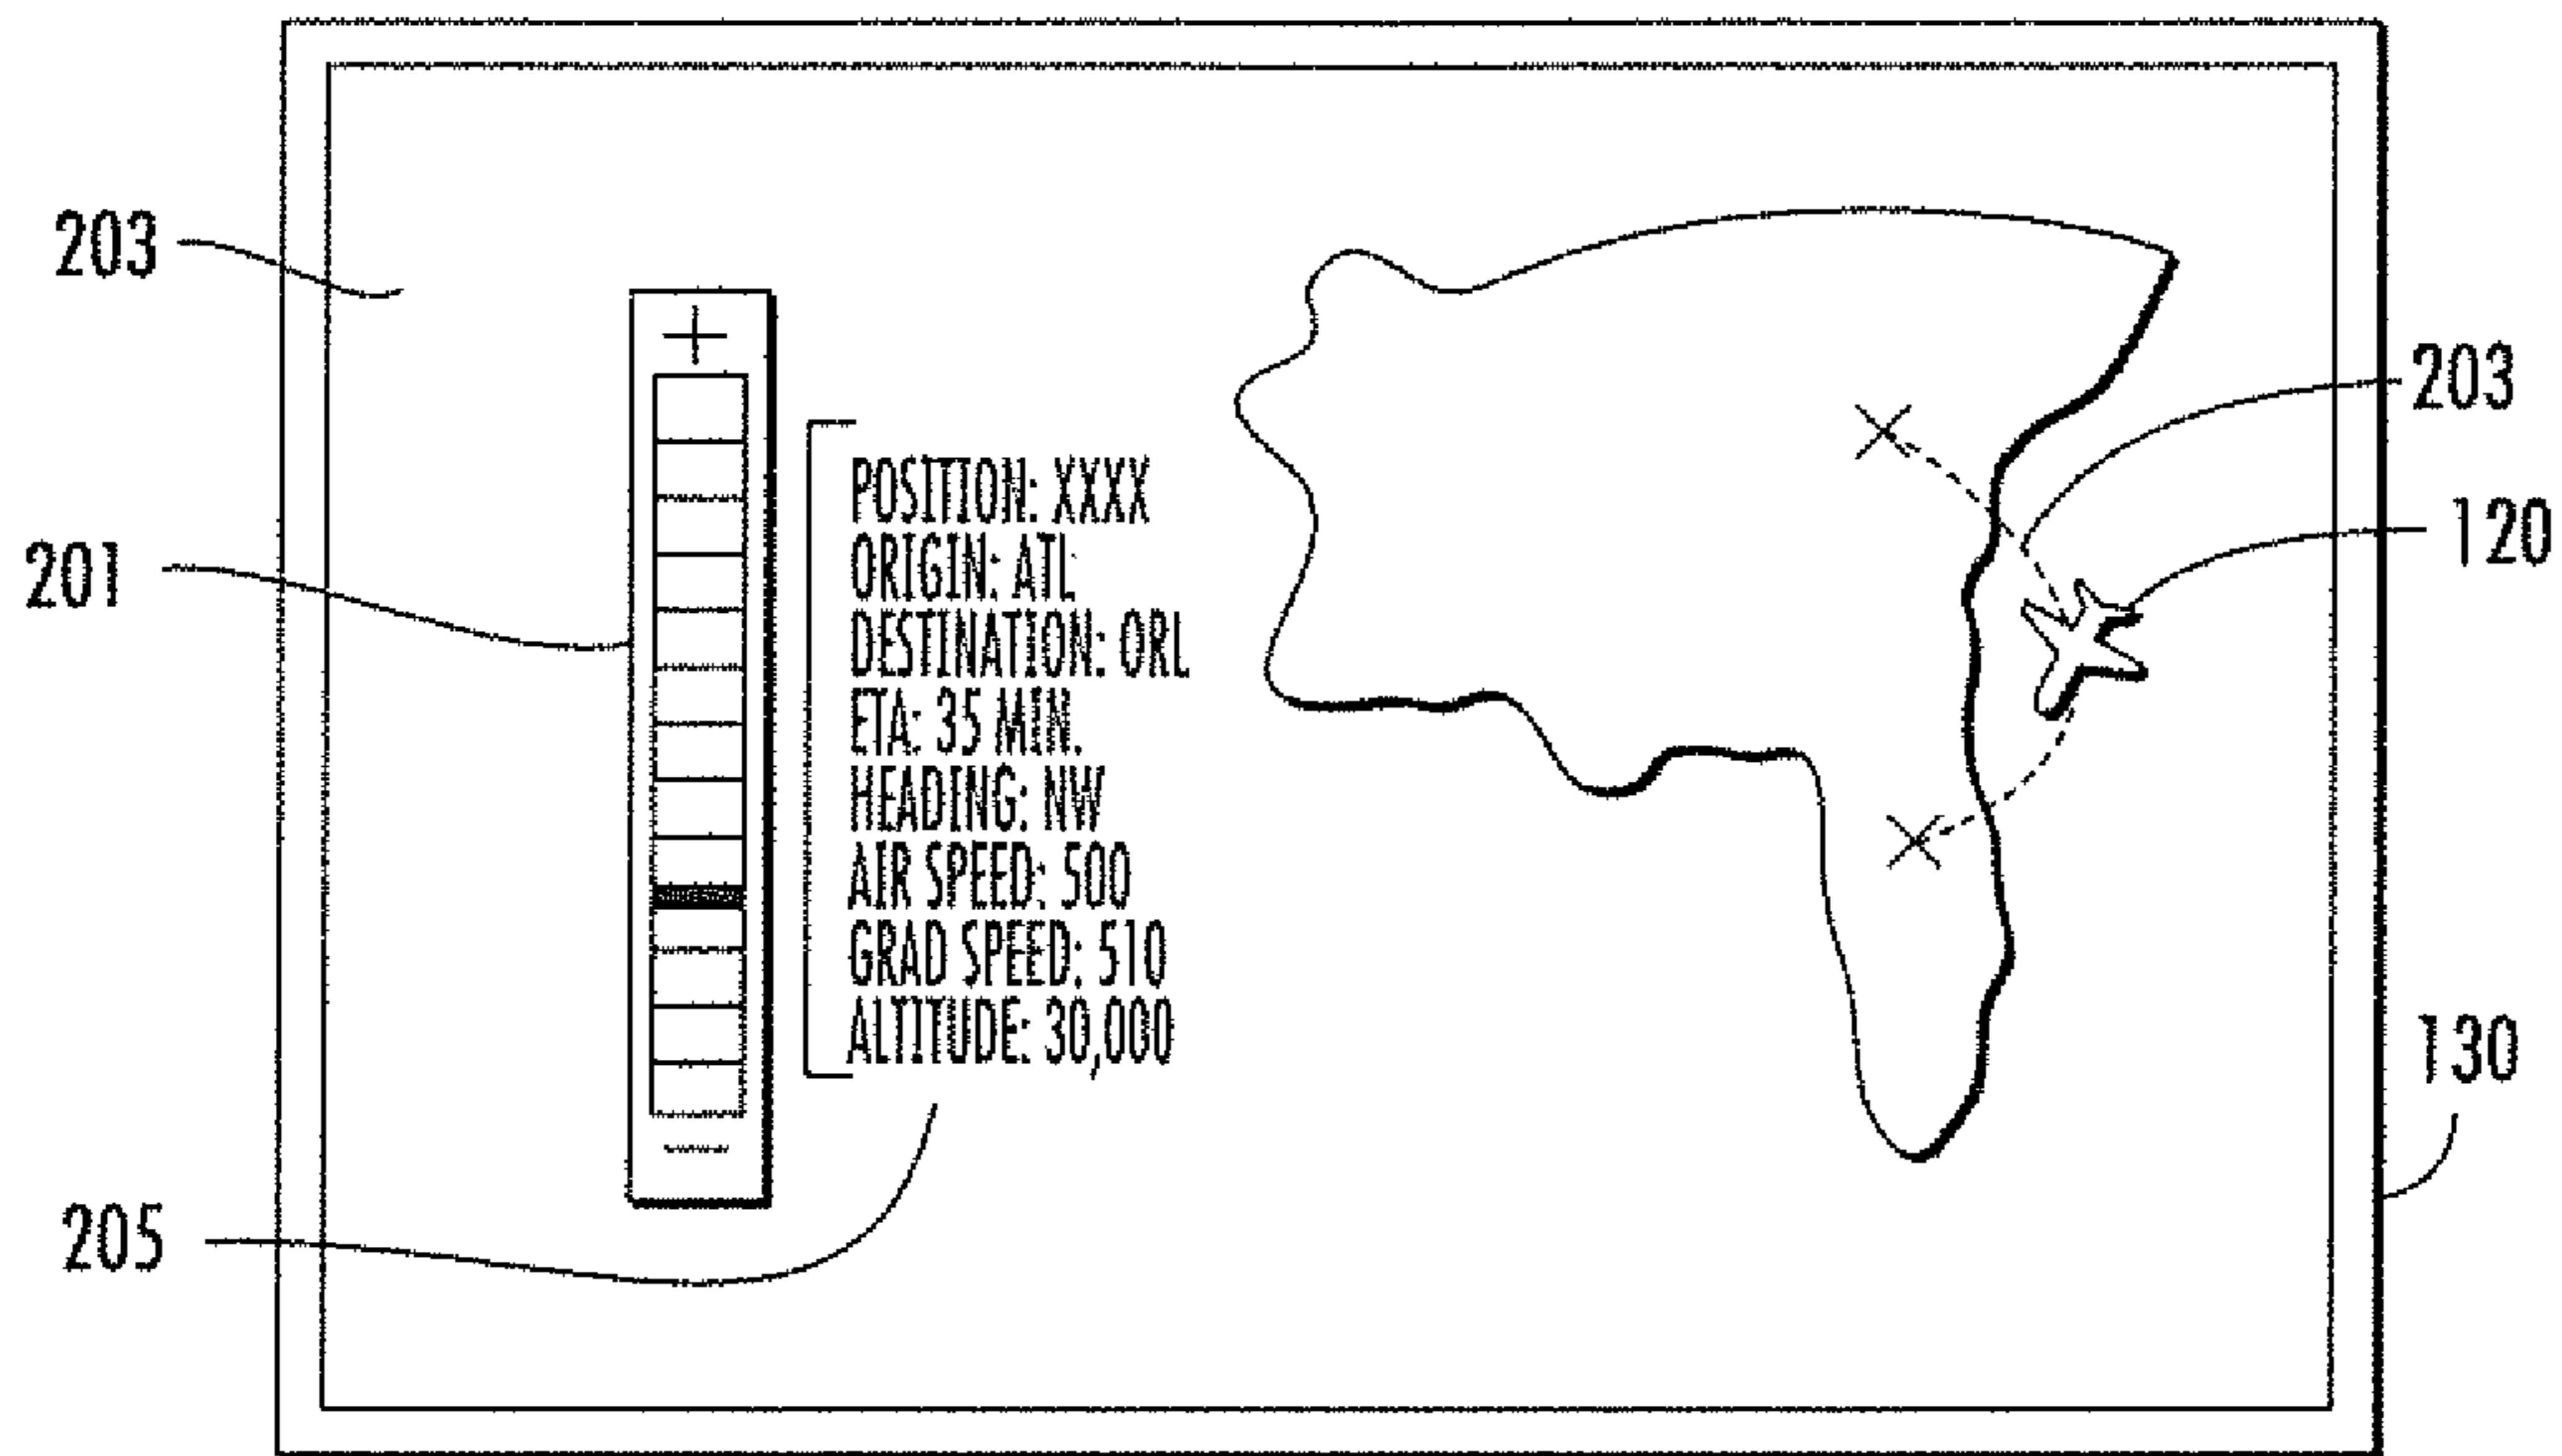 203
+
201
POSITION: XXXX
ORIGIN: ATL
DESTINATION: ORL
ETA: 35 MIN.
HEADING: NW
AIR SPEED: 500
GRAD SPEED: 510
ALTITUDE: 30,000
—
205
203
120
130